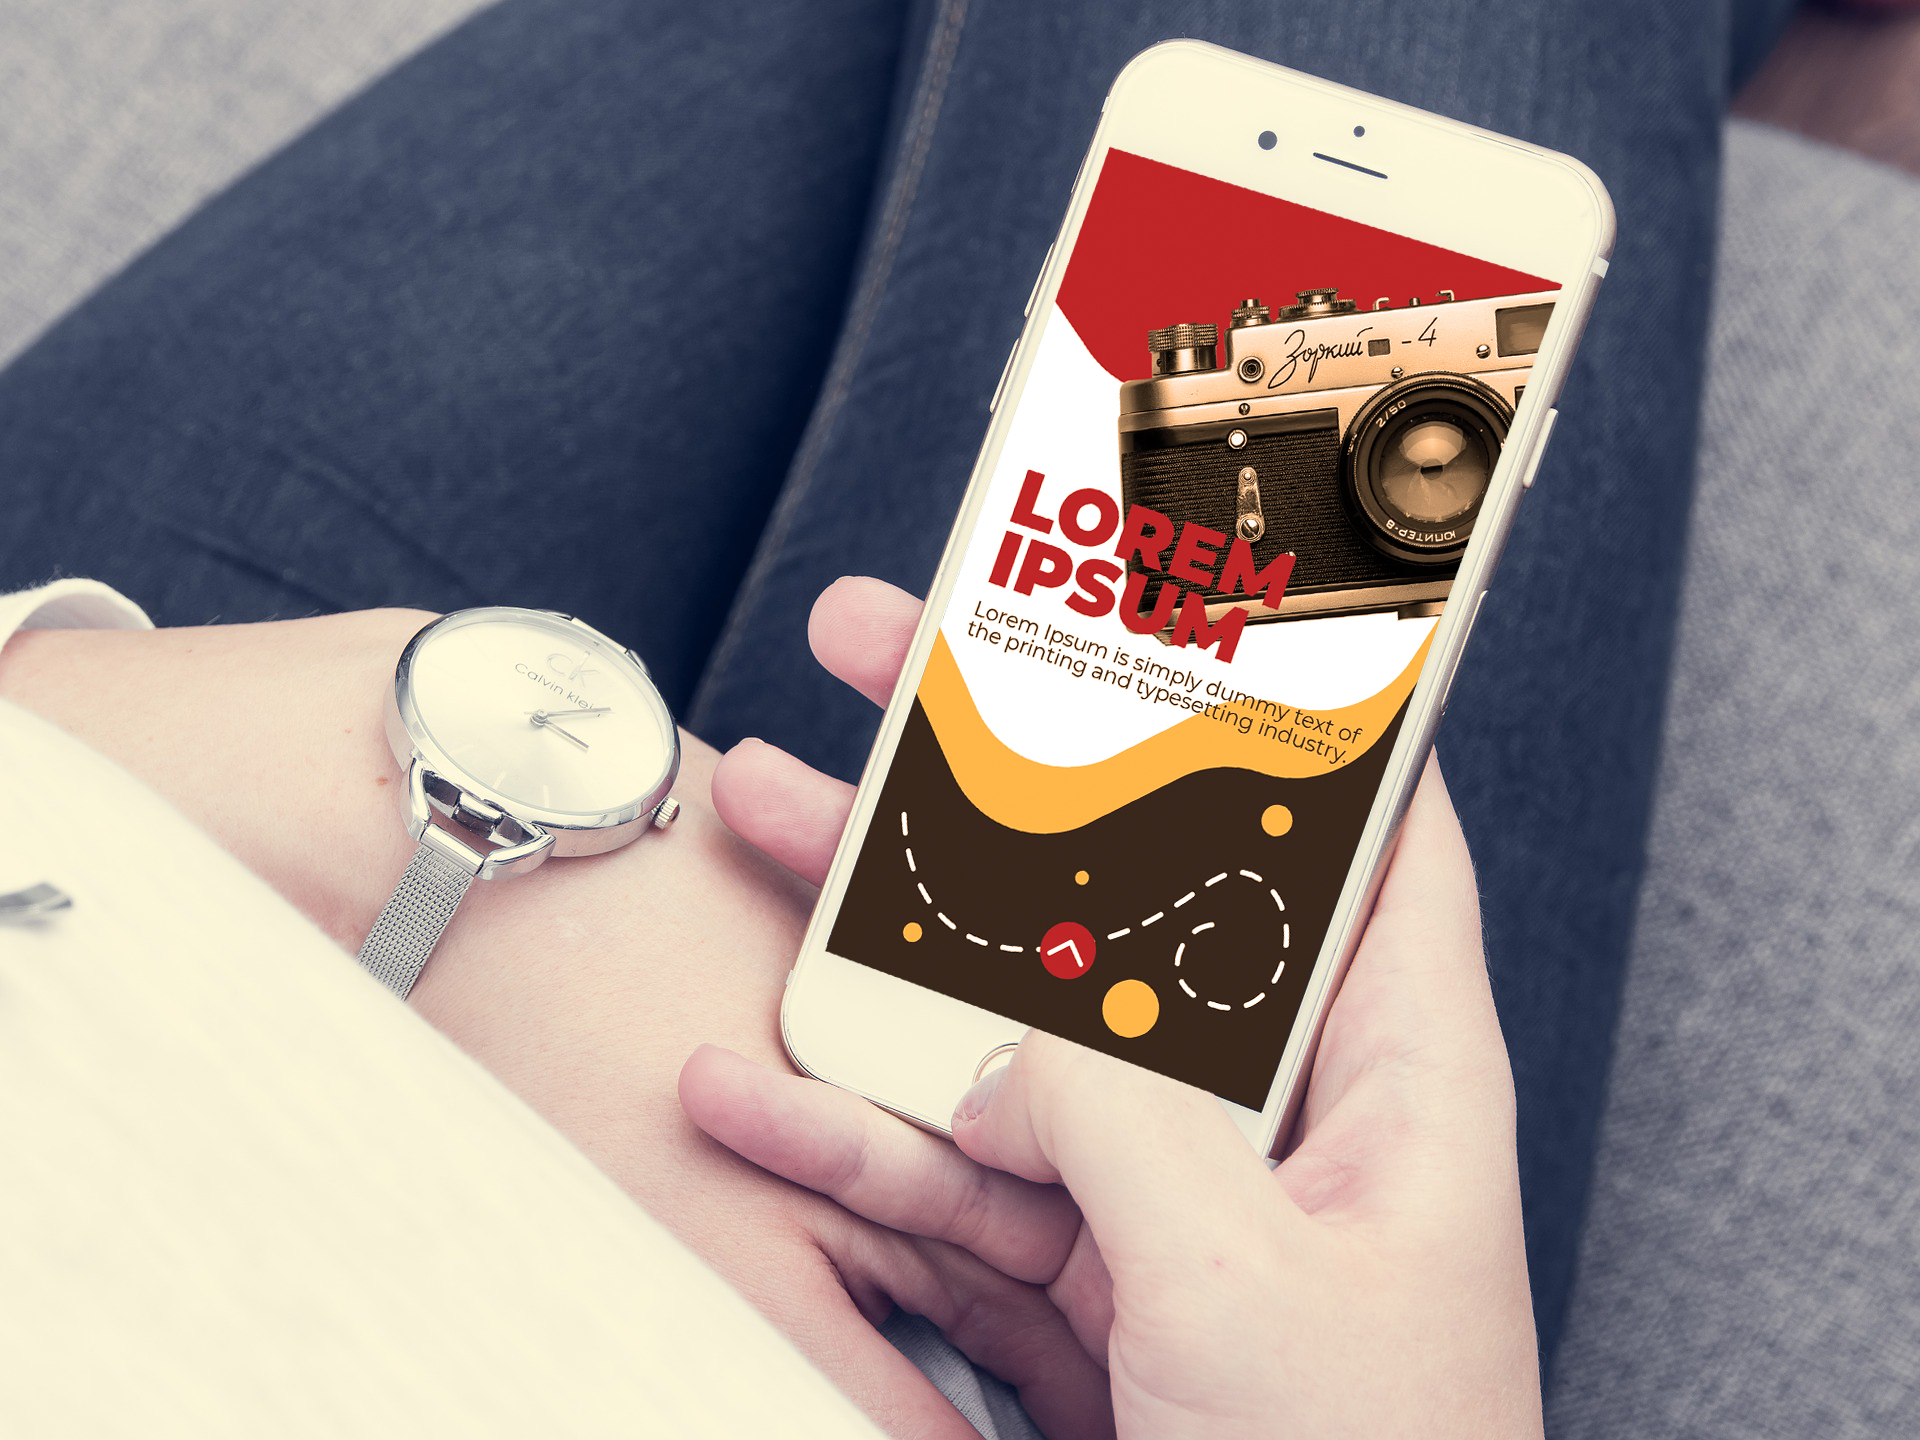 Зоркий -4
2/50
ЮПИТЕР-8
LOREM
IPSUM
Lorem Ipsum is simply dummy text of
the printing and typesetting industry.
ck
Calvin Klein